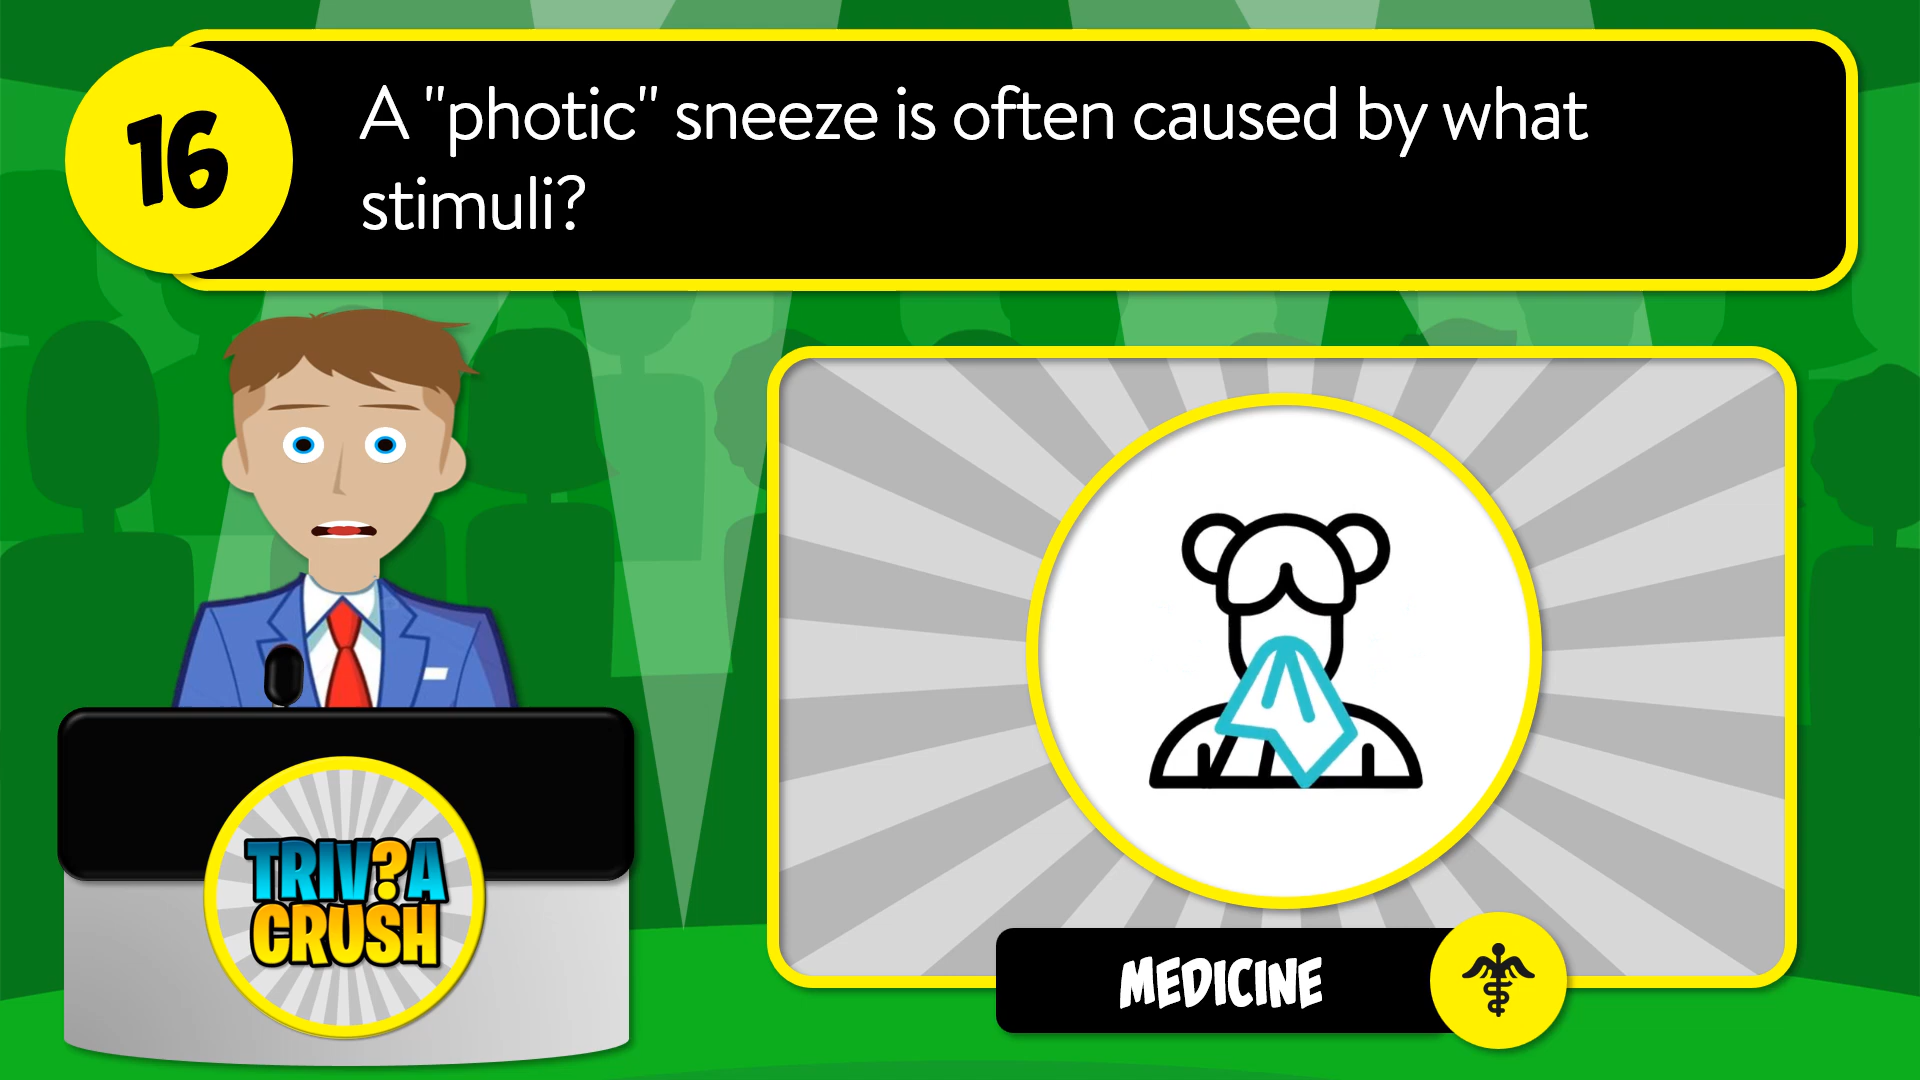 16
A "photic" sneeze is often caused by what
stimuli?
TRIV?A
CRUSH
MEDICINE